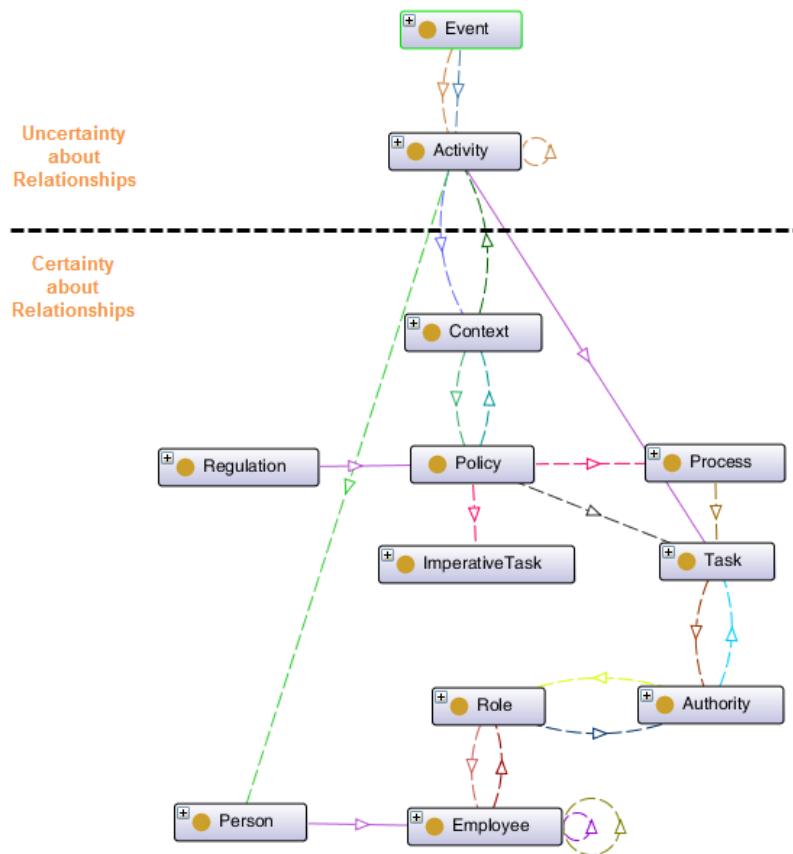 Event
Uncertainty
about
Relationships
Activity
Certainty
about
Relationships
Context
Regulation
Policy
Process
ImperativeTask
Task
Role
Authority
Person
Employee